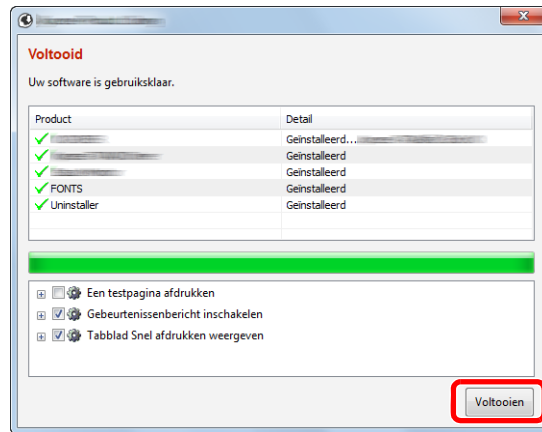 Voltooid
Uw software is gebruiksklaar.
Product Detail
Geïnstalleerd...
Geïnstalleerd
Geïnstalleerd
FONTS Geïnstalleerd
Uninstaller Geïnstalleerd
Een testpagina afdrukken
Gebeurtenissenbericht inschakelen
Tabblad Snel afdrukken weergeven
Voltooien